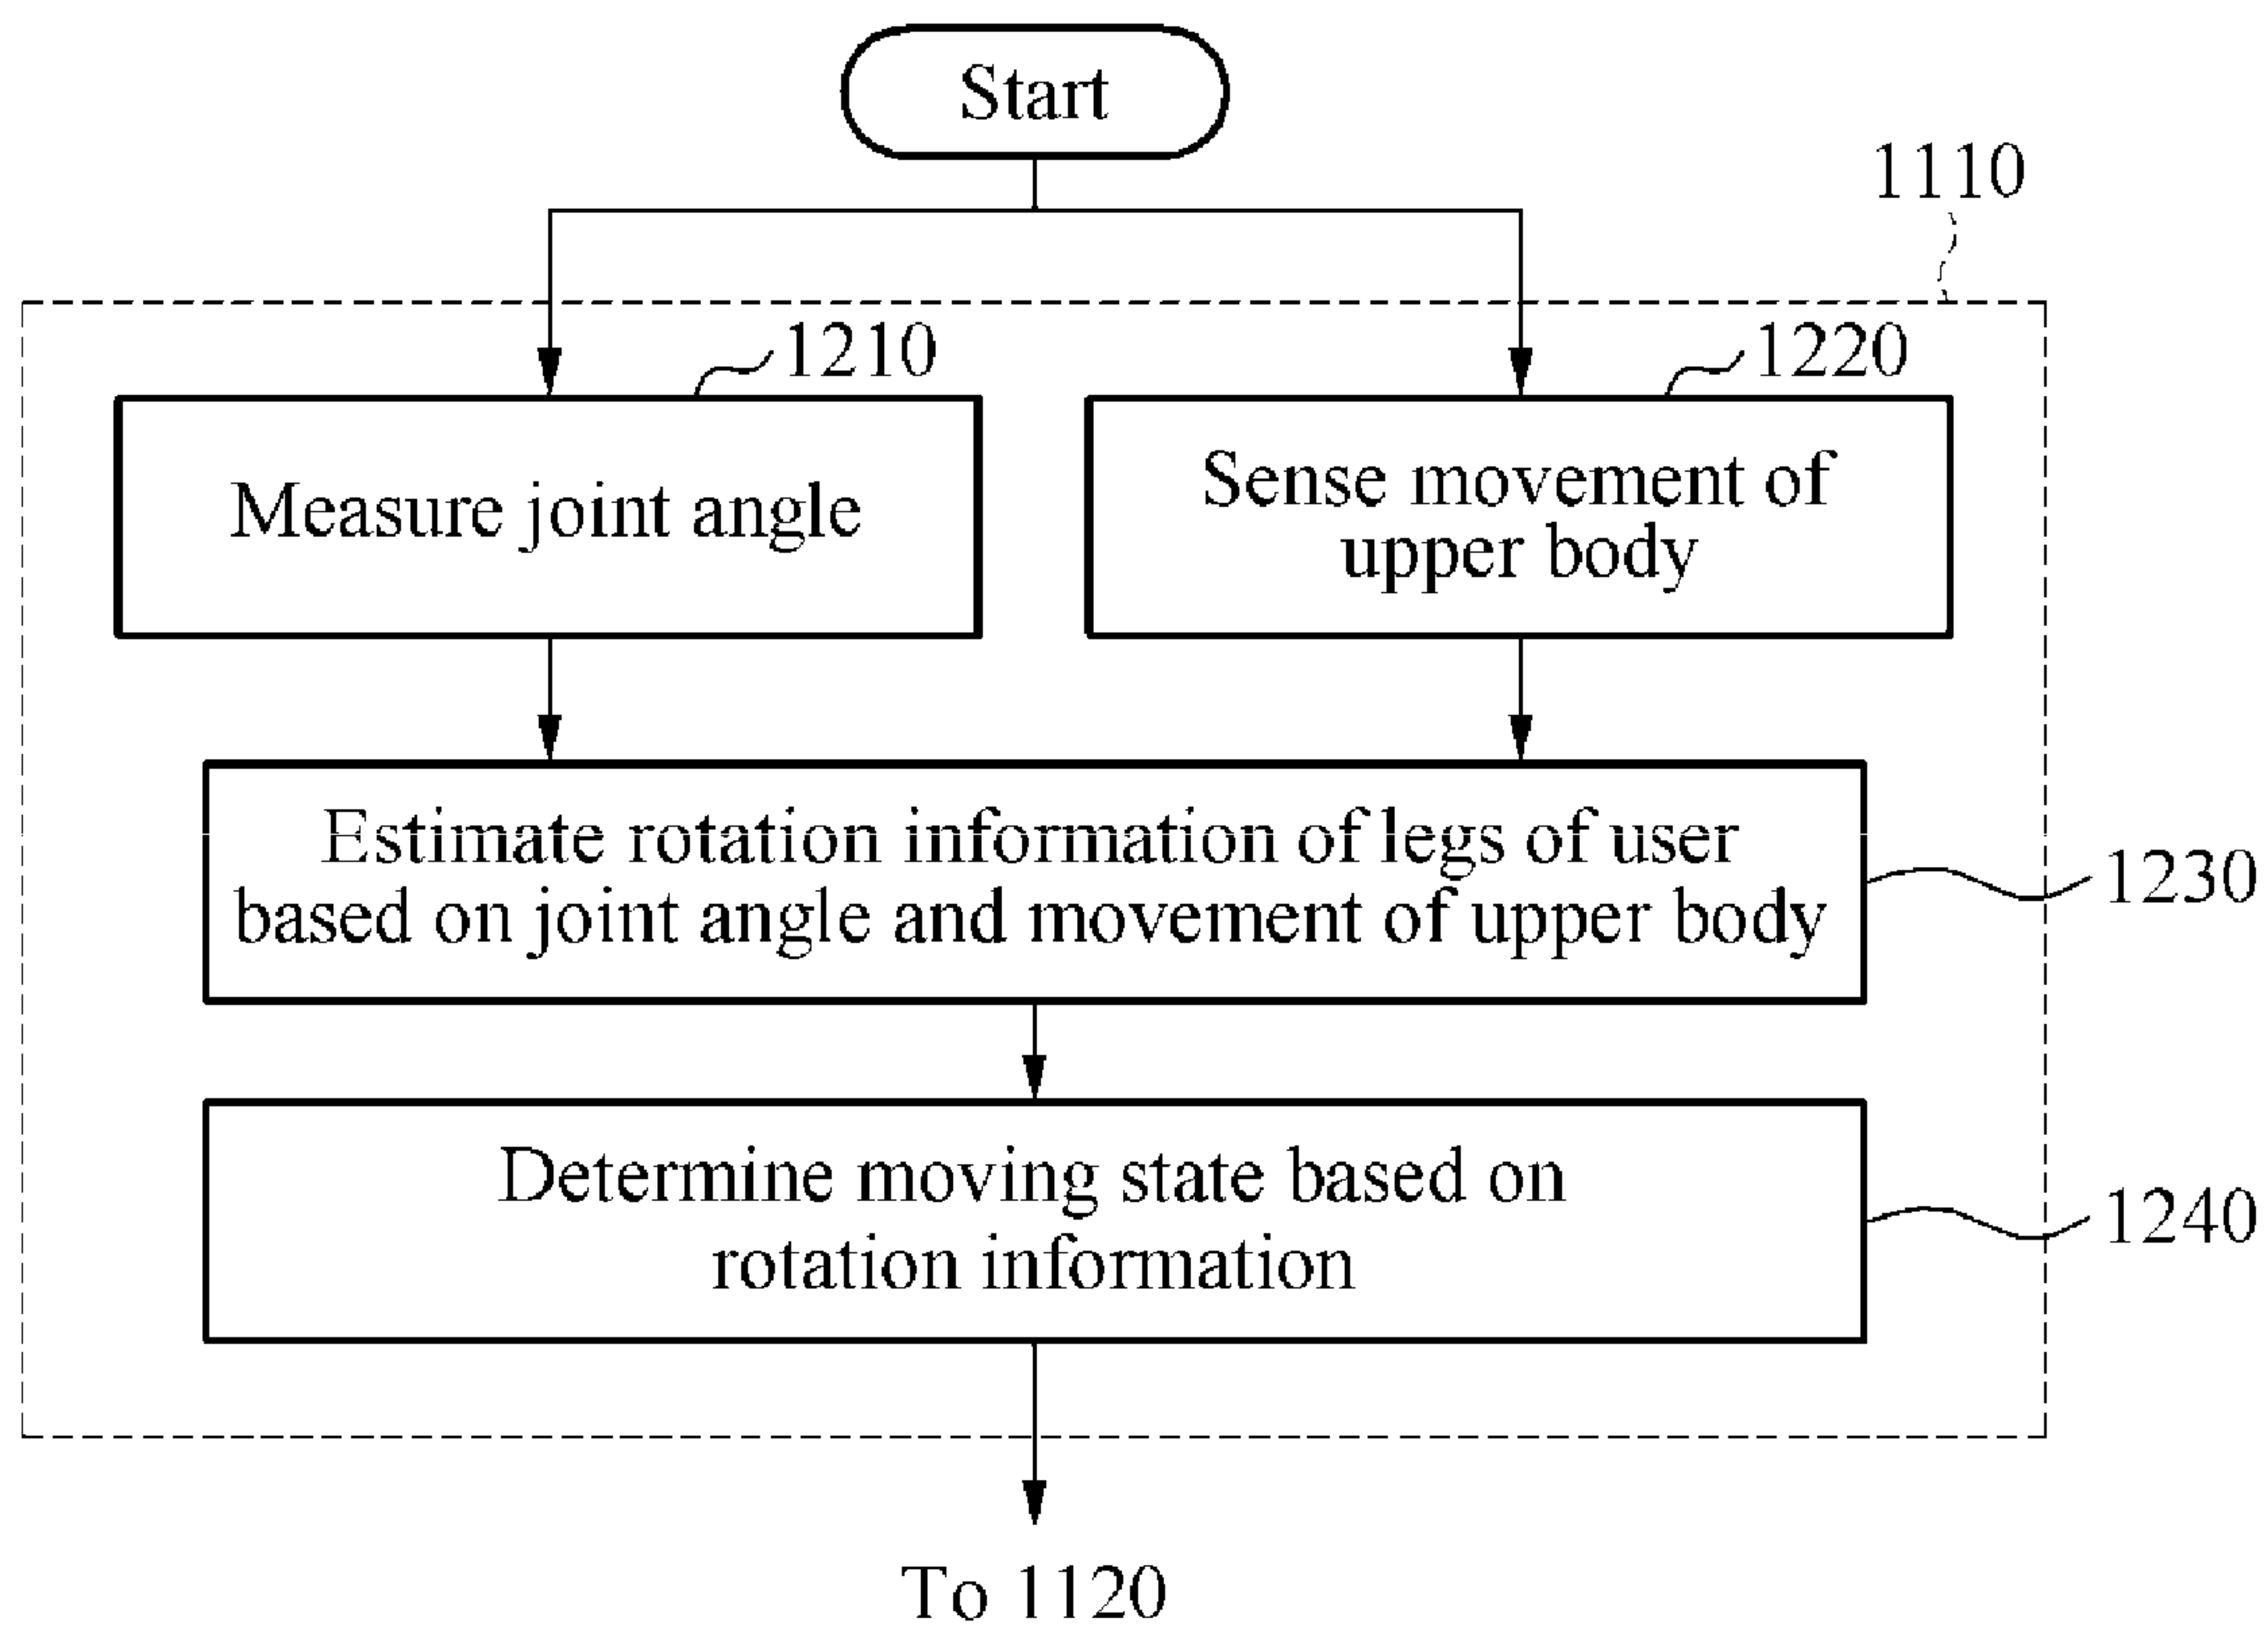 Start
1110
1210
1220
Measure joint angle
Sense movement of
upper body
Estimate rotation information of legs of user
based on joint angle and movement of upper body
1230
Determine moving state based on
rotation information
1240
To 1120